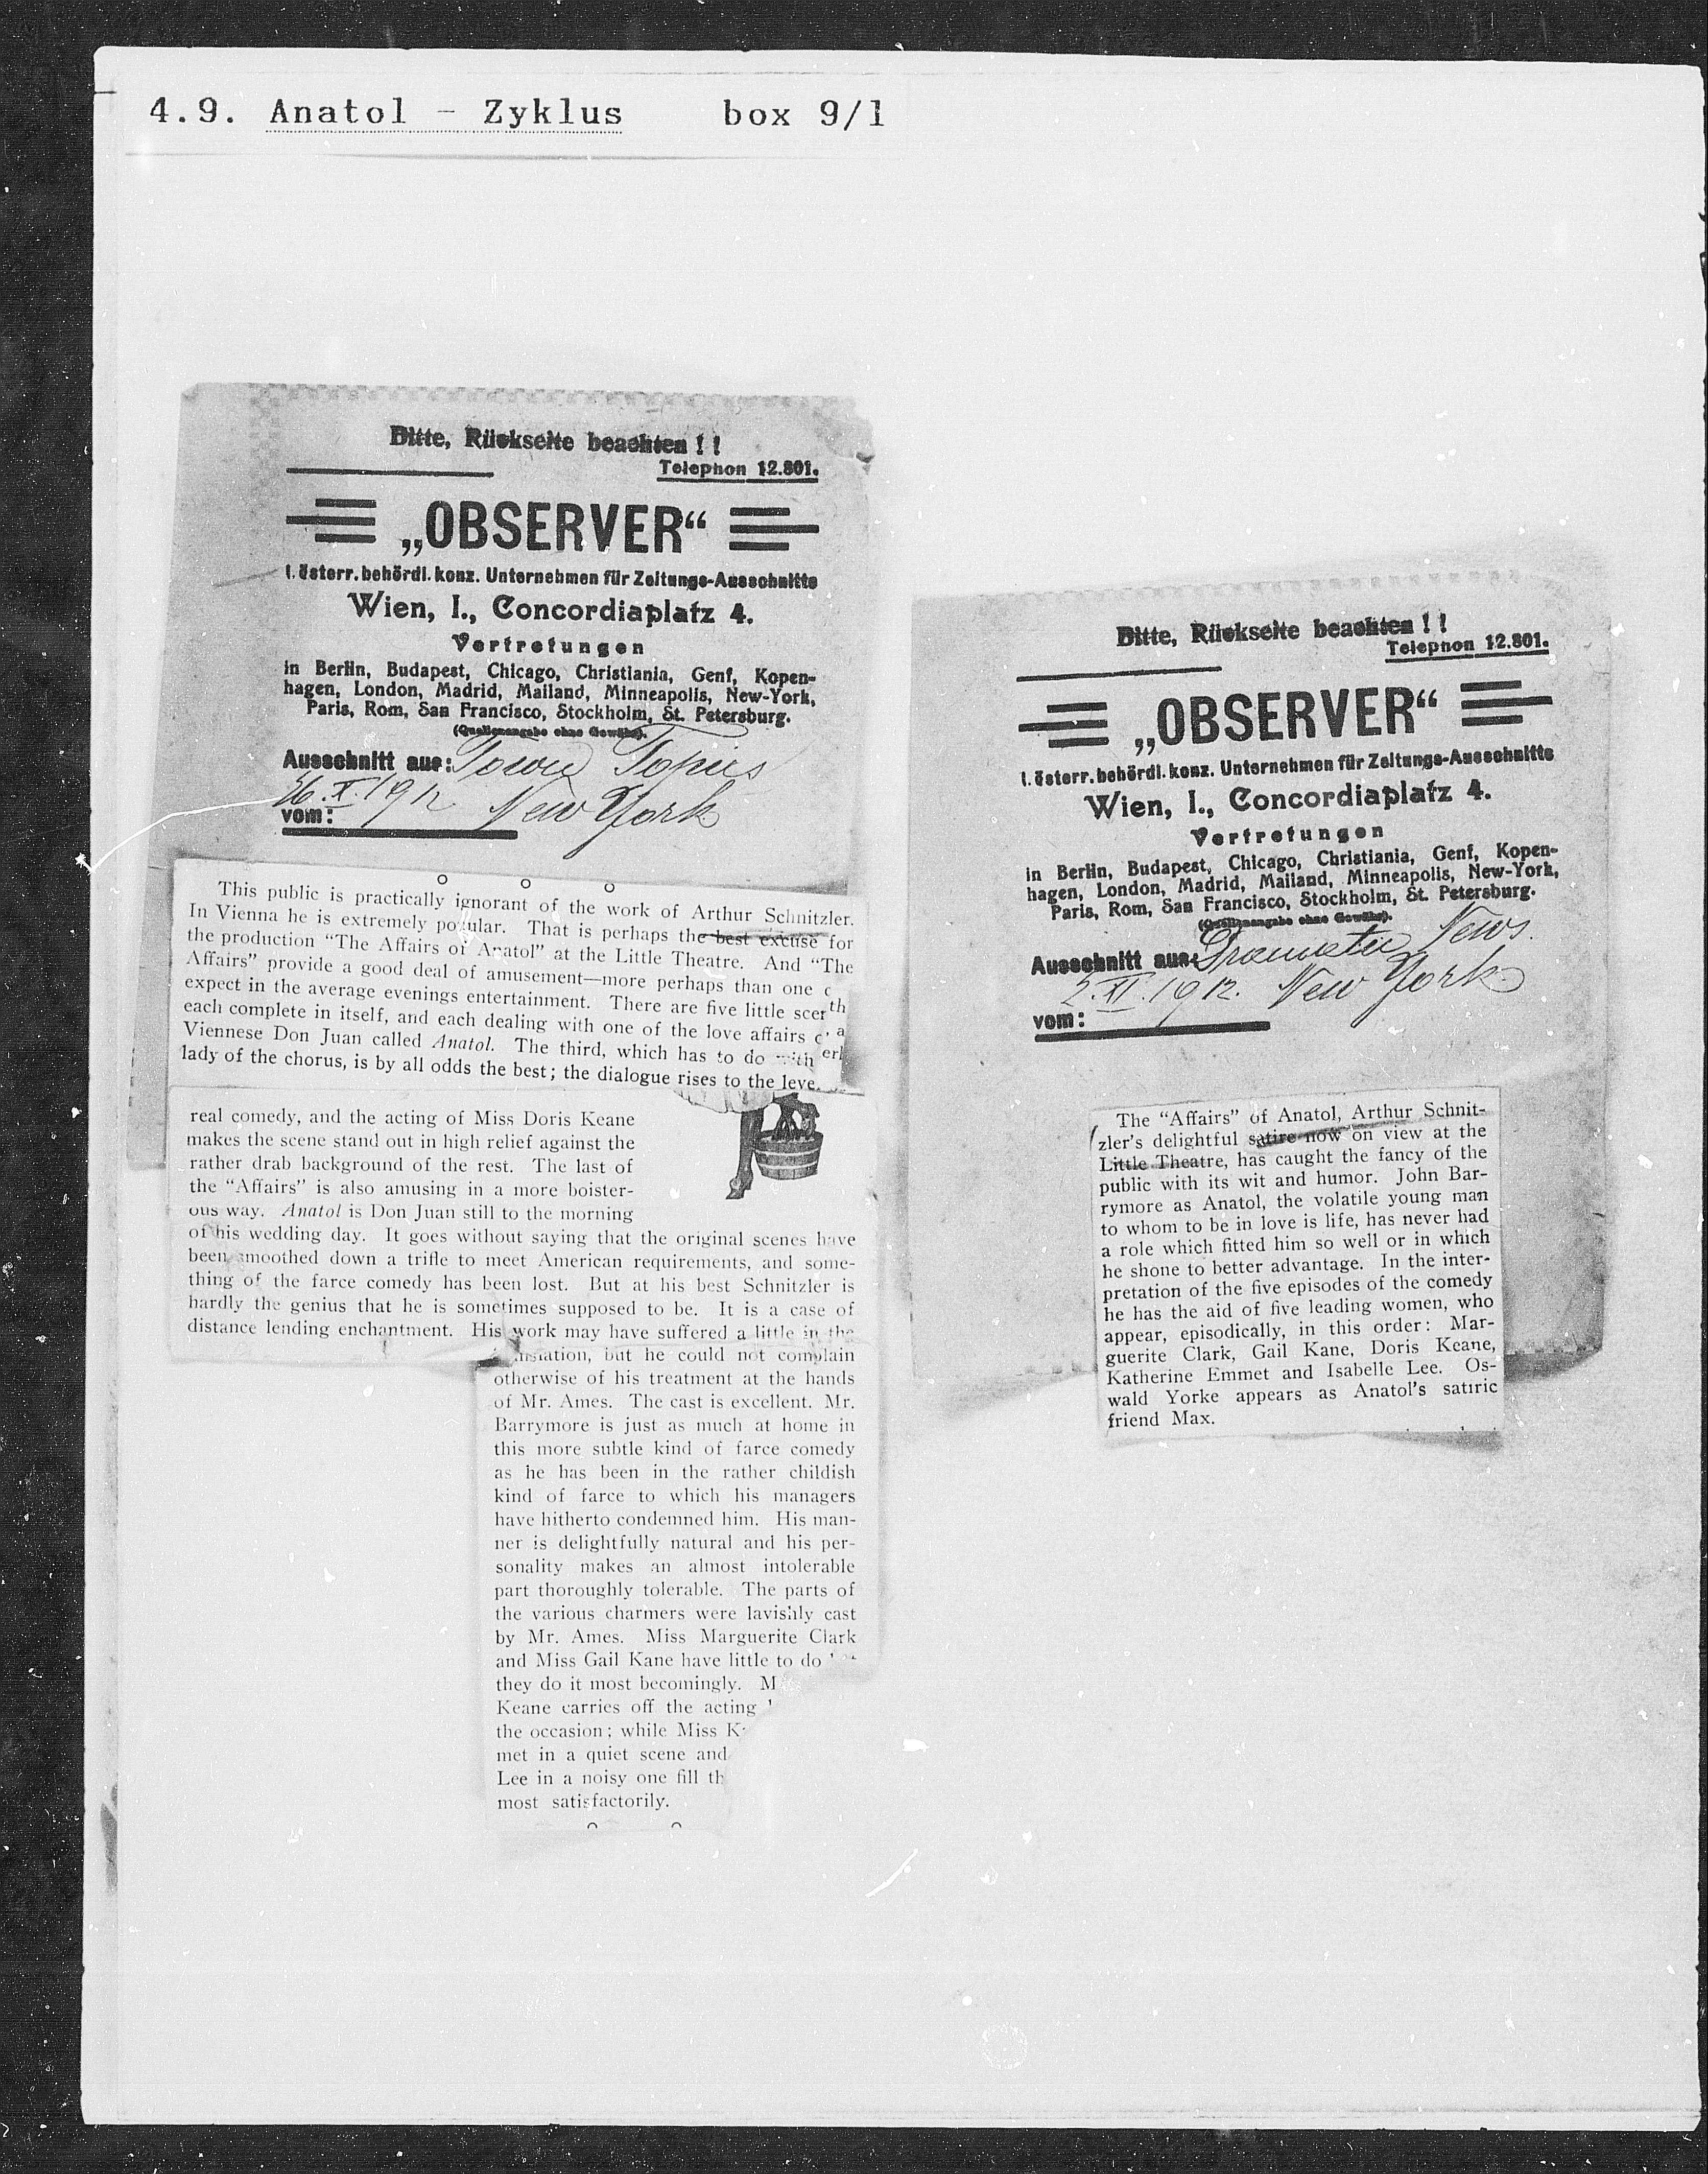 4.9. Anatol - Zyklus box 9/1
Bitte, Rückseite beachten!!
Telephon 12.801.
„OBSERVER“
I. österr. behördl. konz. Unternehmen für Zeitungs-Ausschnitte
Wien, I., Concordiaplatz 4.
Vertretungen
in Berlin, Budapest, Chicago, Christiania, Genf, Kopen-
hagen, London, Madrid, Mailand, Minneapolis, New-York,
Paris, Rom, San Francisco, Stockholm, St. Petersburg.
(Quellenangabe ohne Gewähr).
Ausschnitt aus: Town Topics
26. X. 1912 New York
vom:
This public is practically ignorant of the work of Arthur Schnitzler.
In Vienna he is extremely popular. That is perhaps the best excuse for
the production “The Affairs of Anatol” at the Little Theatre. And “The
Affairs” provide a good deal of amusement—more perhaps than one
expect in the average evenings entertainment. There are five little
each complete in itself, and each dealing with one of the love affairs
Viennese Don Juan called Anatol. The third, which has to do with
lady of the chorus, is by all odds the best; the dialogue rises to the
real comedy, and the acting of Miss Doris Keane
makes the scene stand out in high relief against the
rather drab background of the rest. The last of
the “Affairs” is also amusing in a more boister-
ous way. Anatol is Don Juan still to the morning
of his wedding day. It goes without saying that the original scenes have
been smoothed down a trifle to meet American requirements, and some-
thing of the farce comedy has been lost. But at his best Schnitzler is
hardly the genius that he is sometimes supposed to be. It is a case of
distance lending enchantment. His work may have suffered a little in the
but he could not complain
otherwise of his treatment at the hands
of Mr. Ames. The cast is excellent. Mr.
Barrymore is just as much at home in
this more subtle kind of farce comedy
as he has been in the rather childish
kind of farce to which his managers
have hitherto condemned him. His man-
ner is delightfully natural and his per-
sonality makes an almost intolerable
part thoroughly tolerable. The parts of
the various charmers were lavishly cast
by Mr. Ames. Miss Marguerite Clark
and Miss Gail Kane have little to do
they do it most becomingly. M
Keane carries off the acting
the occasion; while Miss
met in a quiet scene and
Lee in a noisy one fill th
most satisfactorily.
Bitte, Rückseite beachten!!
Telephon 12.801.
„OBSERVER“
I. österr. behördl. konz. Unternehmen für Zeitungs-Ausschnitte
Wien, I., Concordiaplatz 4.
Vertretungen
in Berlin, Budapest, Chicago, Christiania, Genf, Kopen-
hagen, London, Madrid, Mailand, Minneapolis, New-York,
Paris, Rom, San Francisco, Stockholm, St. Petersburg.
(Quellenangabe ohne Gewähr).
Ausschnitt aus: Dramatic News.
2. XI. 1912. New York
vom:
The “Affairs” of Anatol, Arthur Schnit-
zler's delightful satire now on view at the
Little Theatre, has caught the fancy of the
public with its wit and humor. John Bar-
rymore as Anatol, the volatile young man
to whom to be in love is life, has never had
a role which fitted him so well or in which
he shone to better advantage. In the inter-
pretation of the five episodes of the comedy
he has the aid of five leading women, who
appear, episodically, in this order: Mar-
guerite Clark, Gail Kane, Doris Keane,
Katherine Emmet and Isabelle Lee. Os-
wald Yorke appears as Anatol's satiric
friend Max.